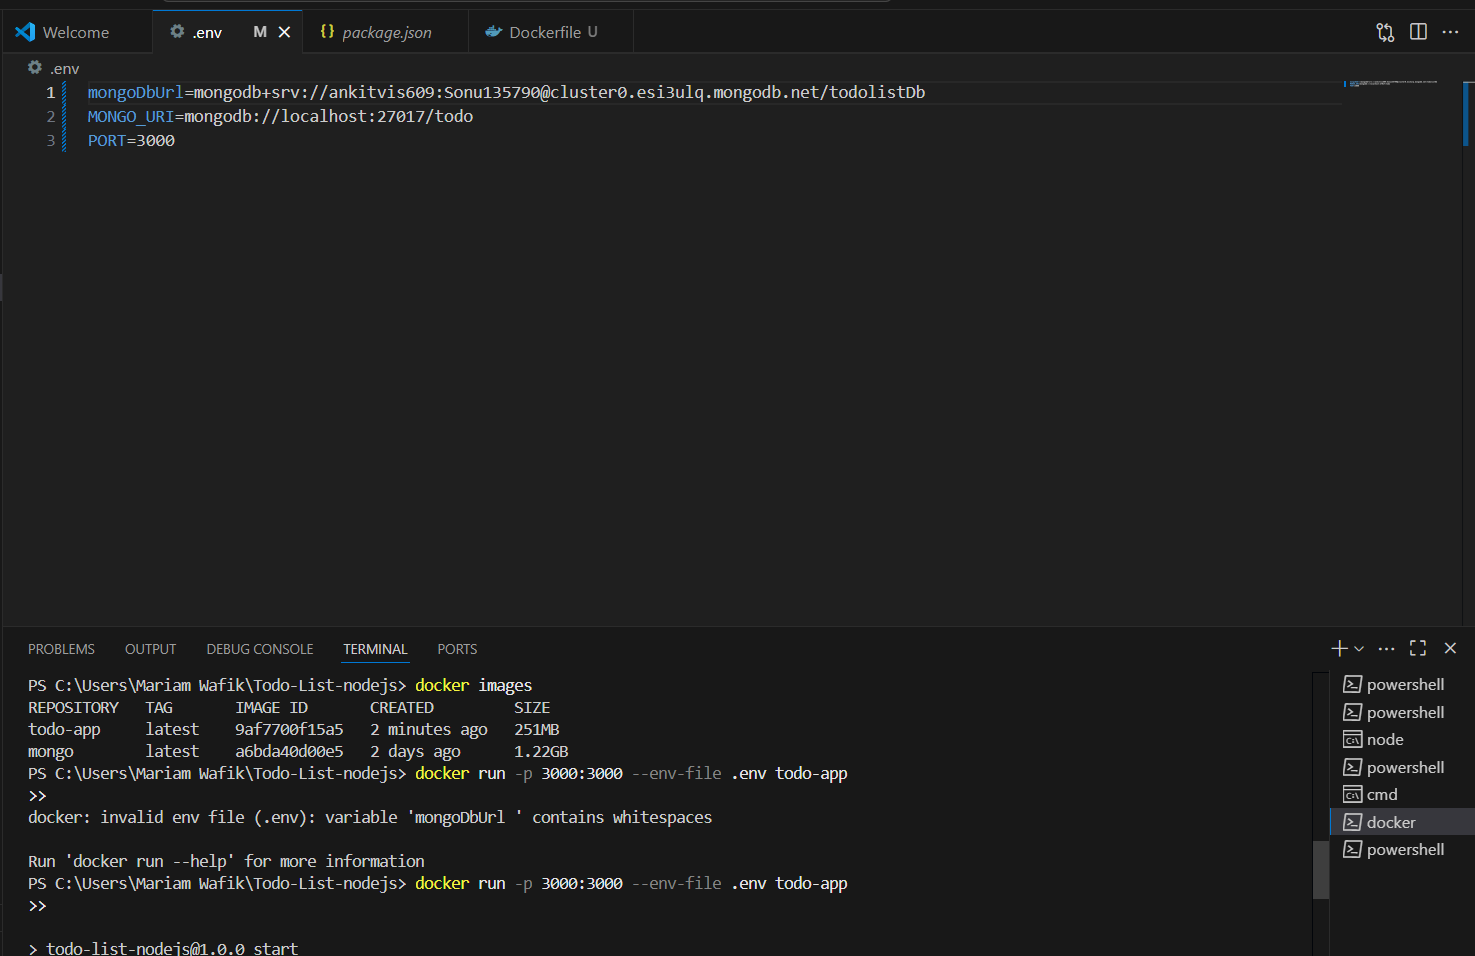 Welcome
.env M
{} package.json
Dockerfile U
.env
1 mongoDbUrl=mongodb+srv://ankitvis609:Sonu135790@cluster0.esi3ulq.mongodb.net/todolistDb
2 MONGO_URI=mongodb://localhost:27017/todo
3 PORT=3000
PROBLEMS OUTPUT DEBUG CONSOLE TERMINAL PORTS
PS C:\Users\Mariam Wafik\Todo-List-nodejs> docker images
REPOSITORY TAG IMAGE ID CREATED SIZE
todo-app latest 9af7700f15a5 2 minutes ago 251MB
mongo latest a6bda40d00e5 2 days ago 1.22GB
PS C:\Users\Mariam Wafik\Todo-List-nodejs> docker run -p 3000:3000 --env-file .env todo-app
>>
docker: invalid env file (.env): variable 'mongoDbUrl ' contains whitespaces
Run 'docker run --help' for more information
PS C:\Users\Mariam Wafik\Todo-List-nodejs> docker run -p 3000:3000 --env-file .env todo-app
>>
> todo-list-nodejs@1.0.0 start
powershell
powershell
node
powershell
cmd
docker
powershell